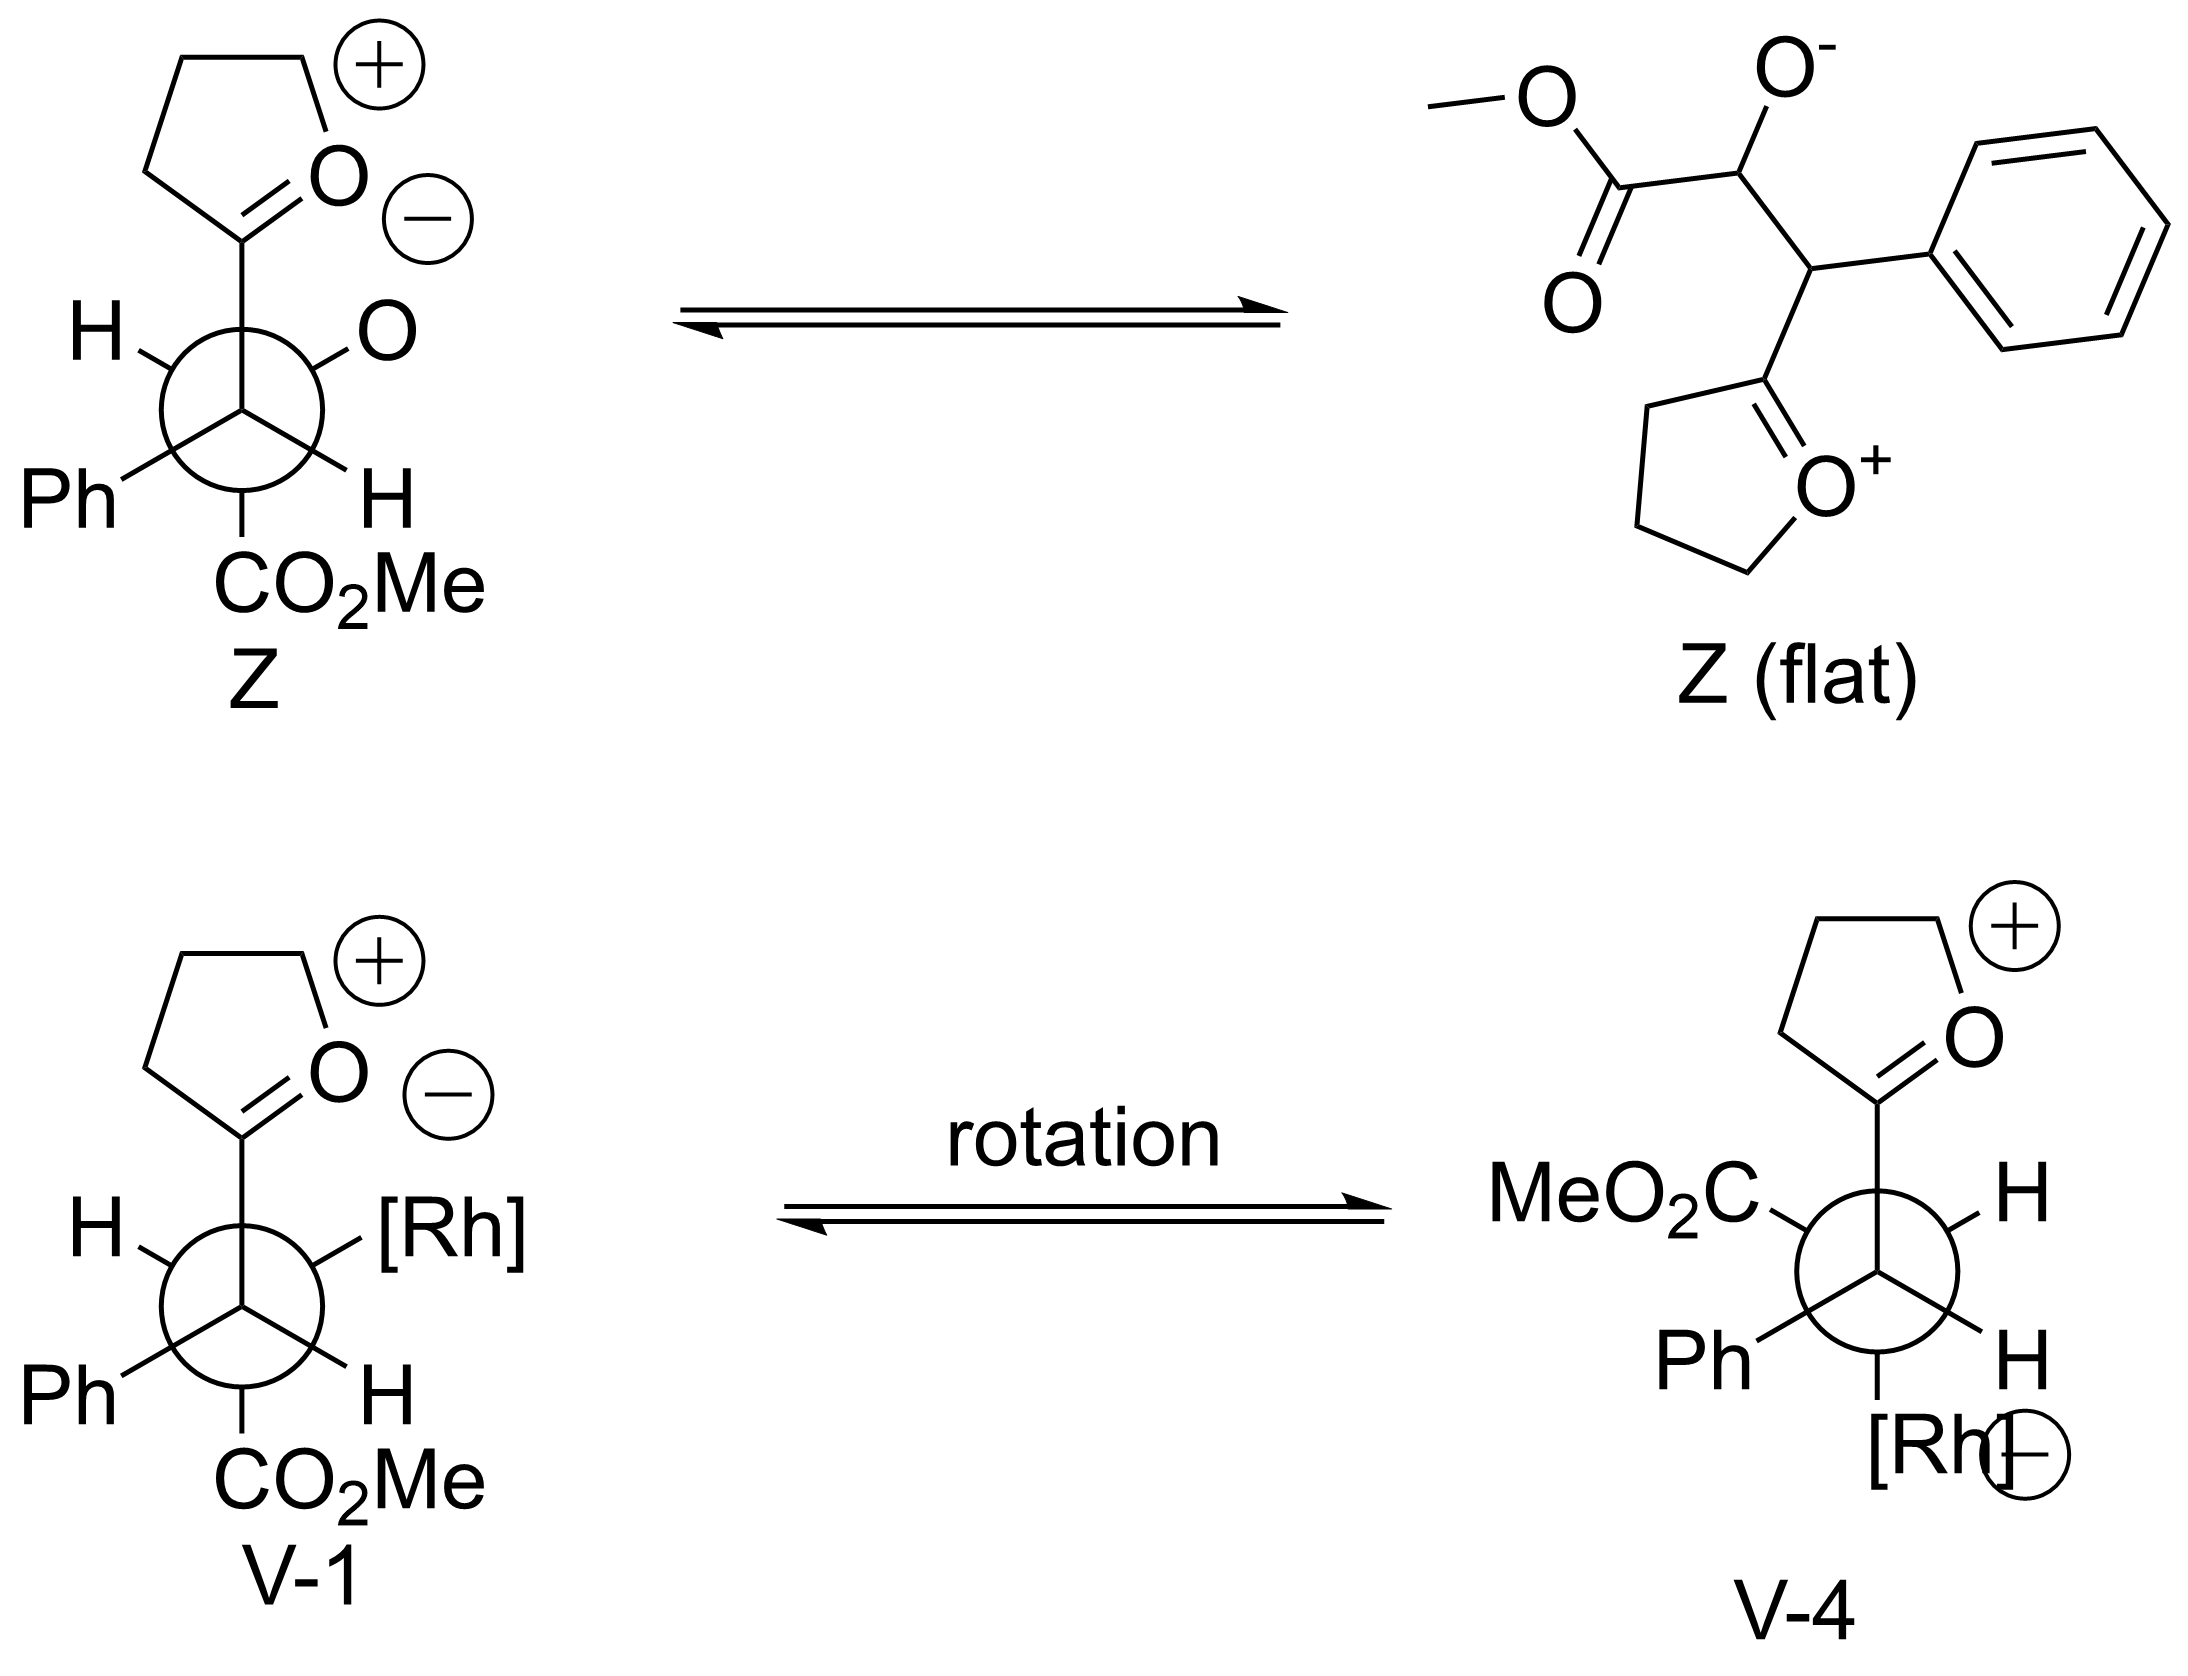 +
O
−
H
O
Ph
H
CO2Me
Z
O
O-
O
O+
Z (flat)
+
O
−
H
[Rh]
Ph
H
CO2Me
V-1
rotation
+
O
MeO2C
H
Ph
H
[Rh]
−
V-4